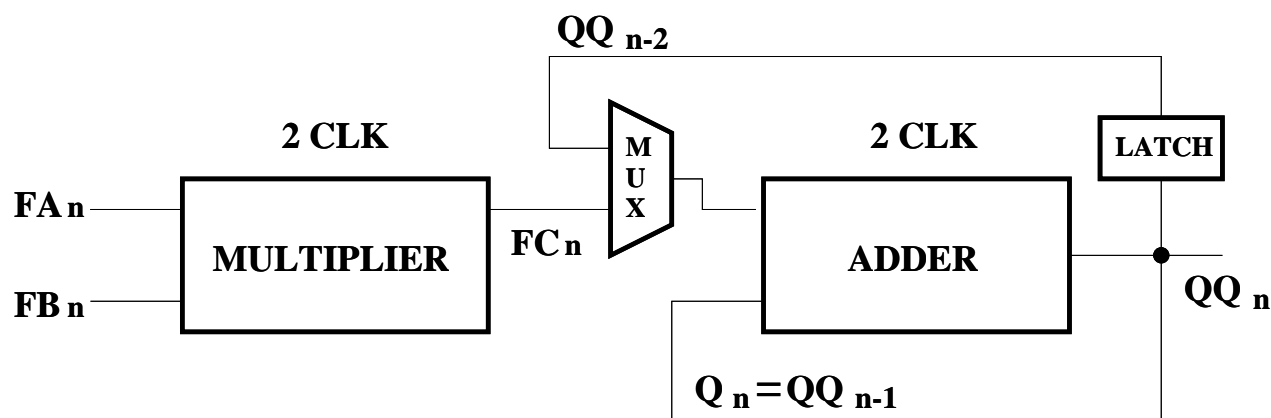 QQ n-2
2 CLK
2 CLK
M
U
X
LATCH
FA n
FC n
MULTIPLIER
ADDER
FB n
QQ n
Q n=QQ n-1